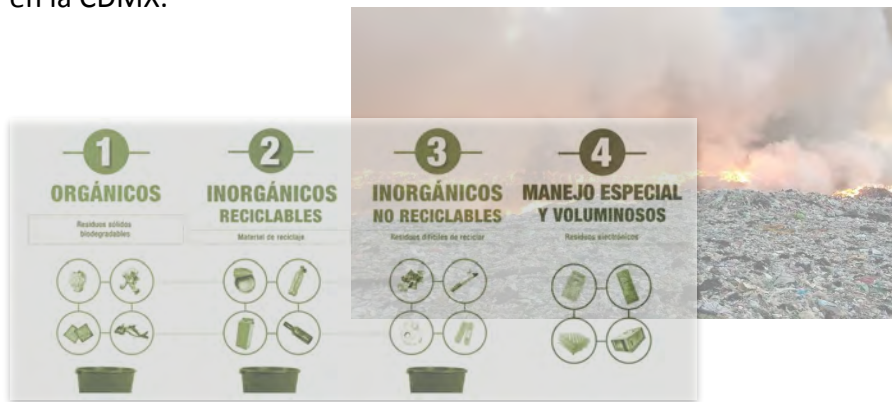 en la CDMX.
1
ORGÁNICOS
Residuos sólidos
biodegradables
2
INORGÁNICOS
RECICLABLES
Material de reciclaje
3
INORGÁNICOS
NO RECICLABLES
Residuos difíciles de reciclar
4
MANEJO ESPECIAL
Y VOLUMINOSOS
Residuos electrónicos